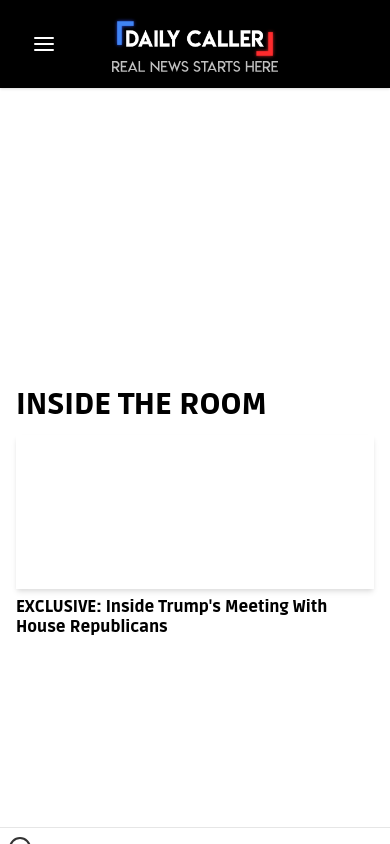 DAILY CALLER
REAL NEWS STARTS HERE
INSIDE THE ROOM
EXCLUSIVE: Inside Trump's Meeting With
House Republicans